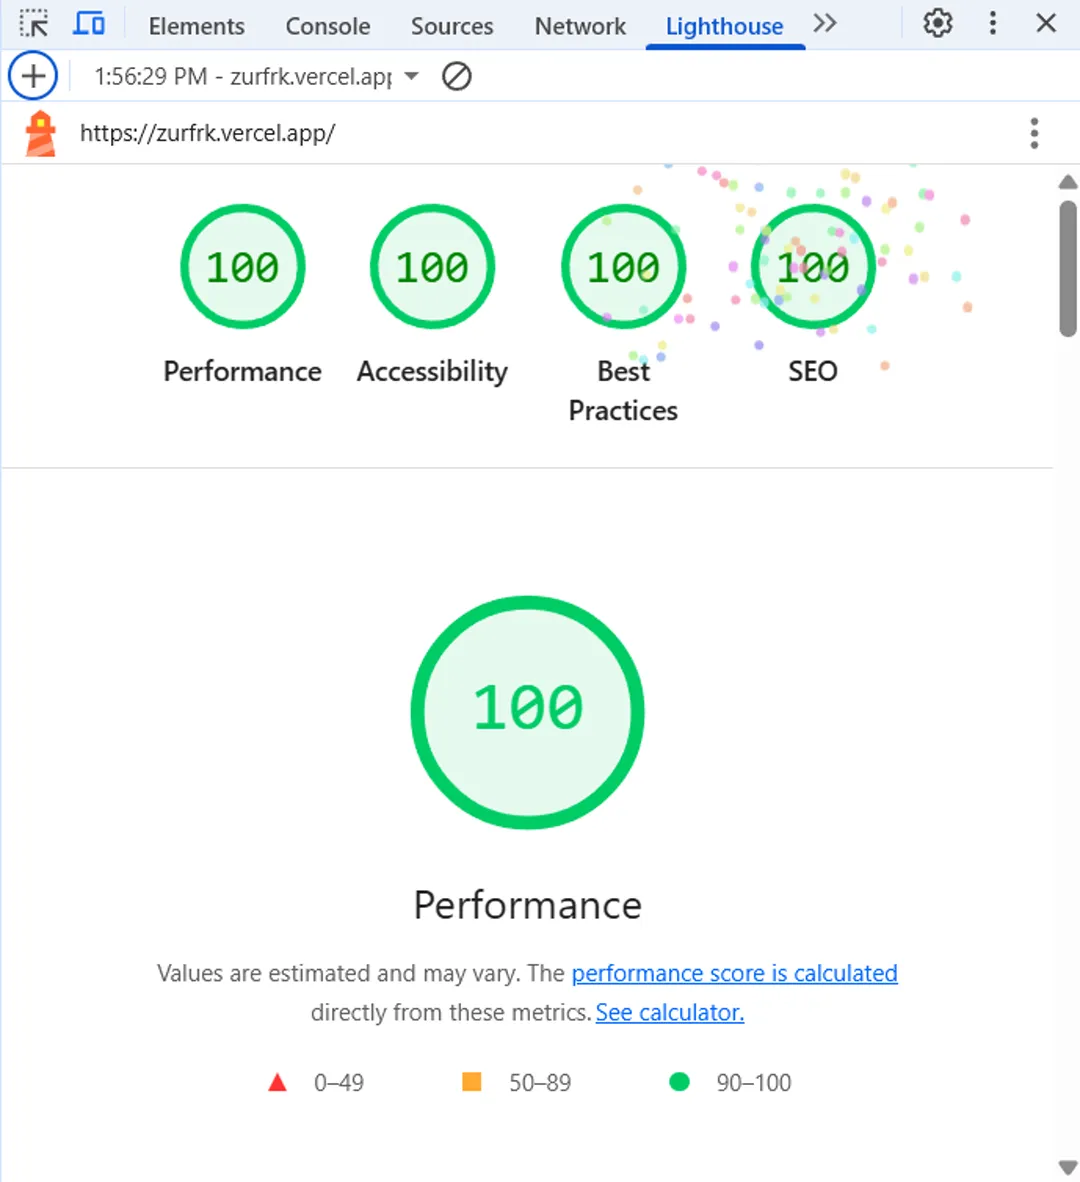 Elements Console Sources Network Lighthouse
1:56:29 PM - zurfrk.vercel.app
https://zurfrk.vercel.app/
100 100 100 100
Performance Accessibility Best Practices SEO
100
Performance
Values are estimated and may vary. The performance score is calculated
directly from these metrics. See calculator.
0–49 50–89 90–100